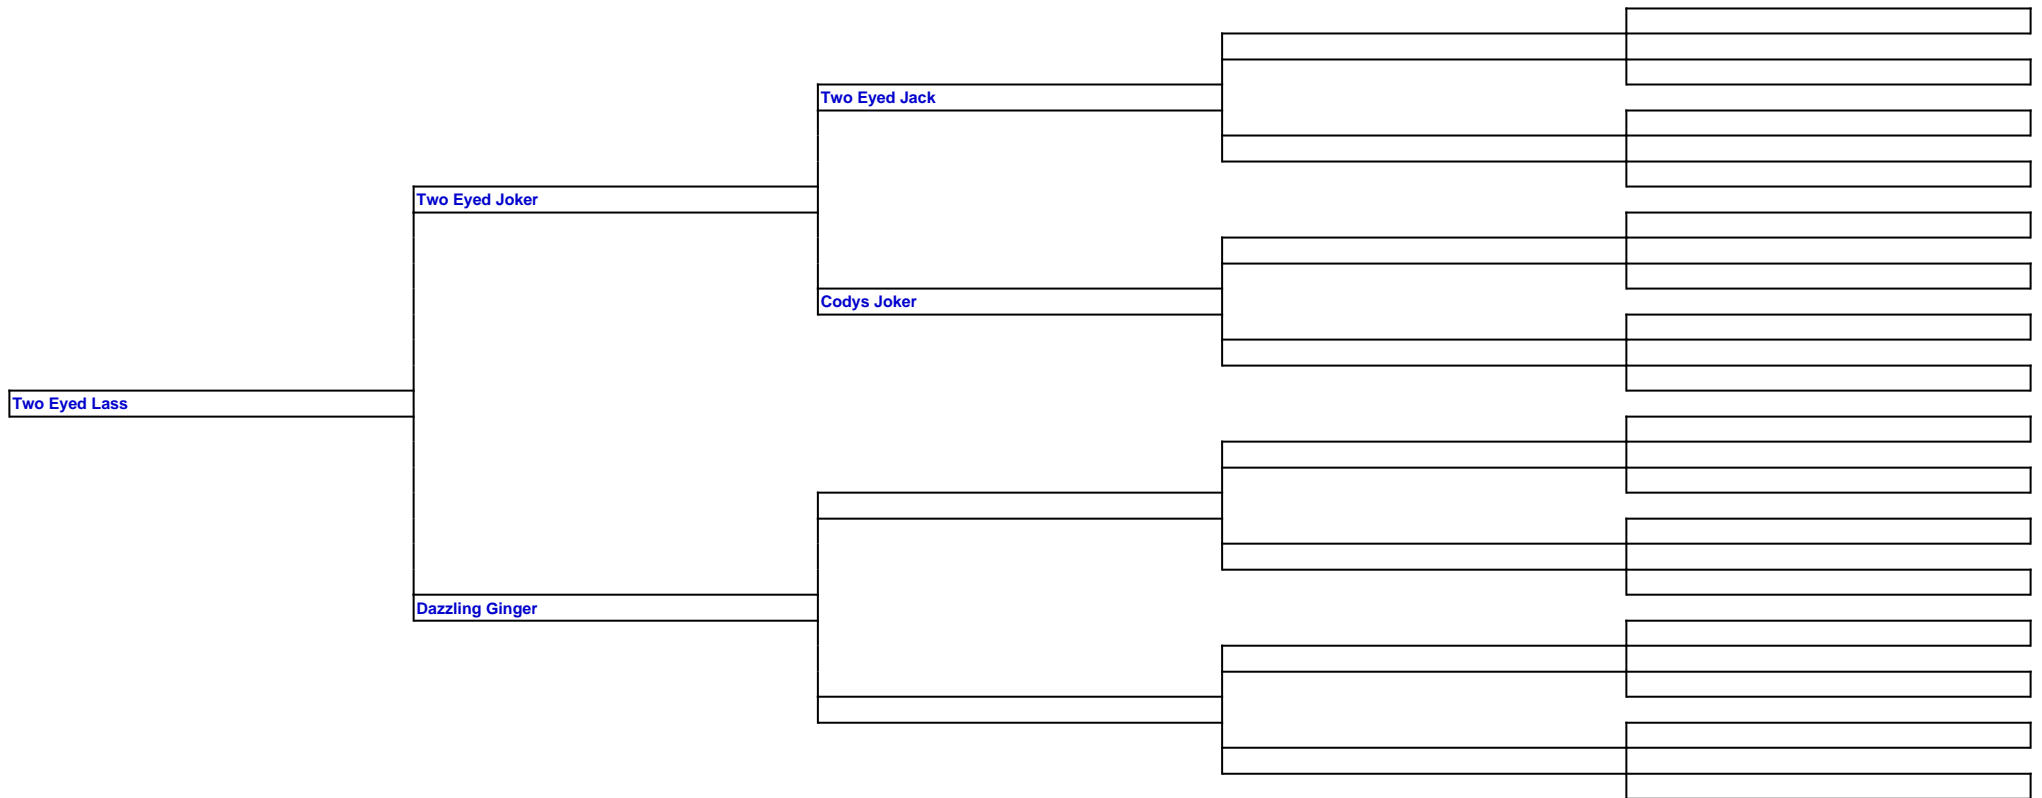 Two Eyed Jack
Two Eyed Joker
Codys Joker
Two Eyed Lass
Dazzling Ginger